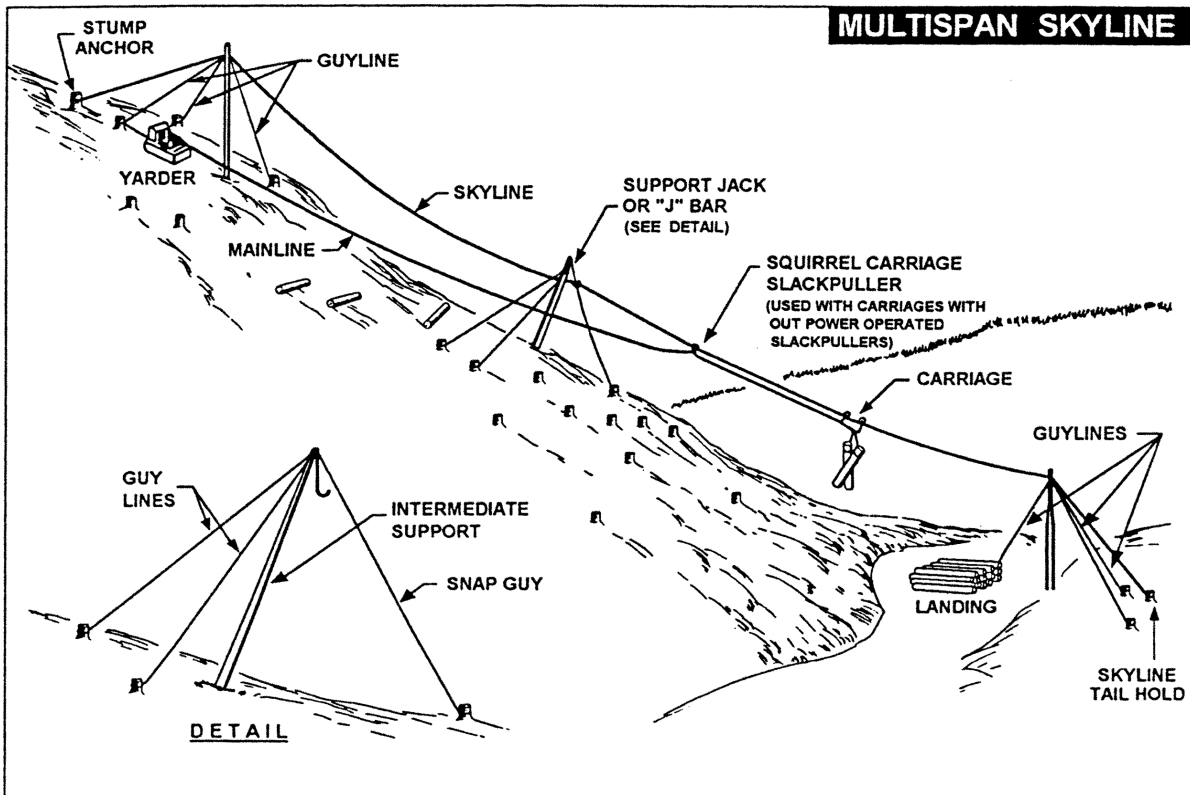 MULTISPAN SKYLINE
STUMP
ANCHOR
GUYLINE
YARDER
SKYLINE
MAINLINE
SUPPORT JACK
OR "J" BAR
(SEE DETAIL)
SQUIRREL CARRIAGE
SLACKPULLER
(USED WITH CARRIAGES WITH
OUT POWER OPERATED
SLACKPULLERS)
CARRIAGE
GUYLINES
GUY
LINES
INTERMEDIATE
SUPPORT
SNAP GUY
LANDING
SKYLINE
TAIL HOLD
DETAIL